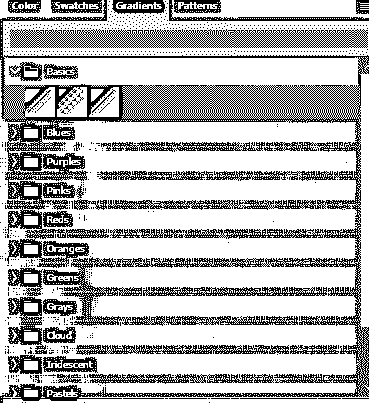 Color Swatches Gradients Patterns
Basics
Blues
Purples
Pinks
Reds
Oranges
Greens
Grays
Cloud
Iridescent
Pastels